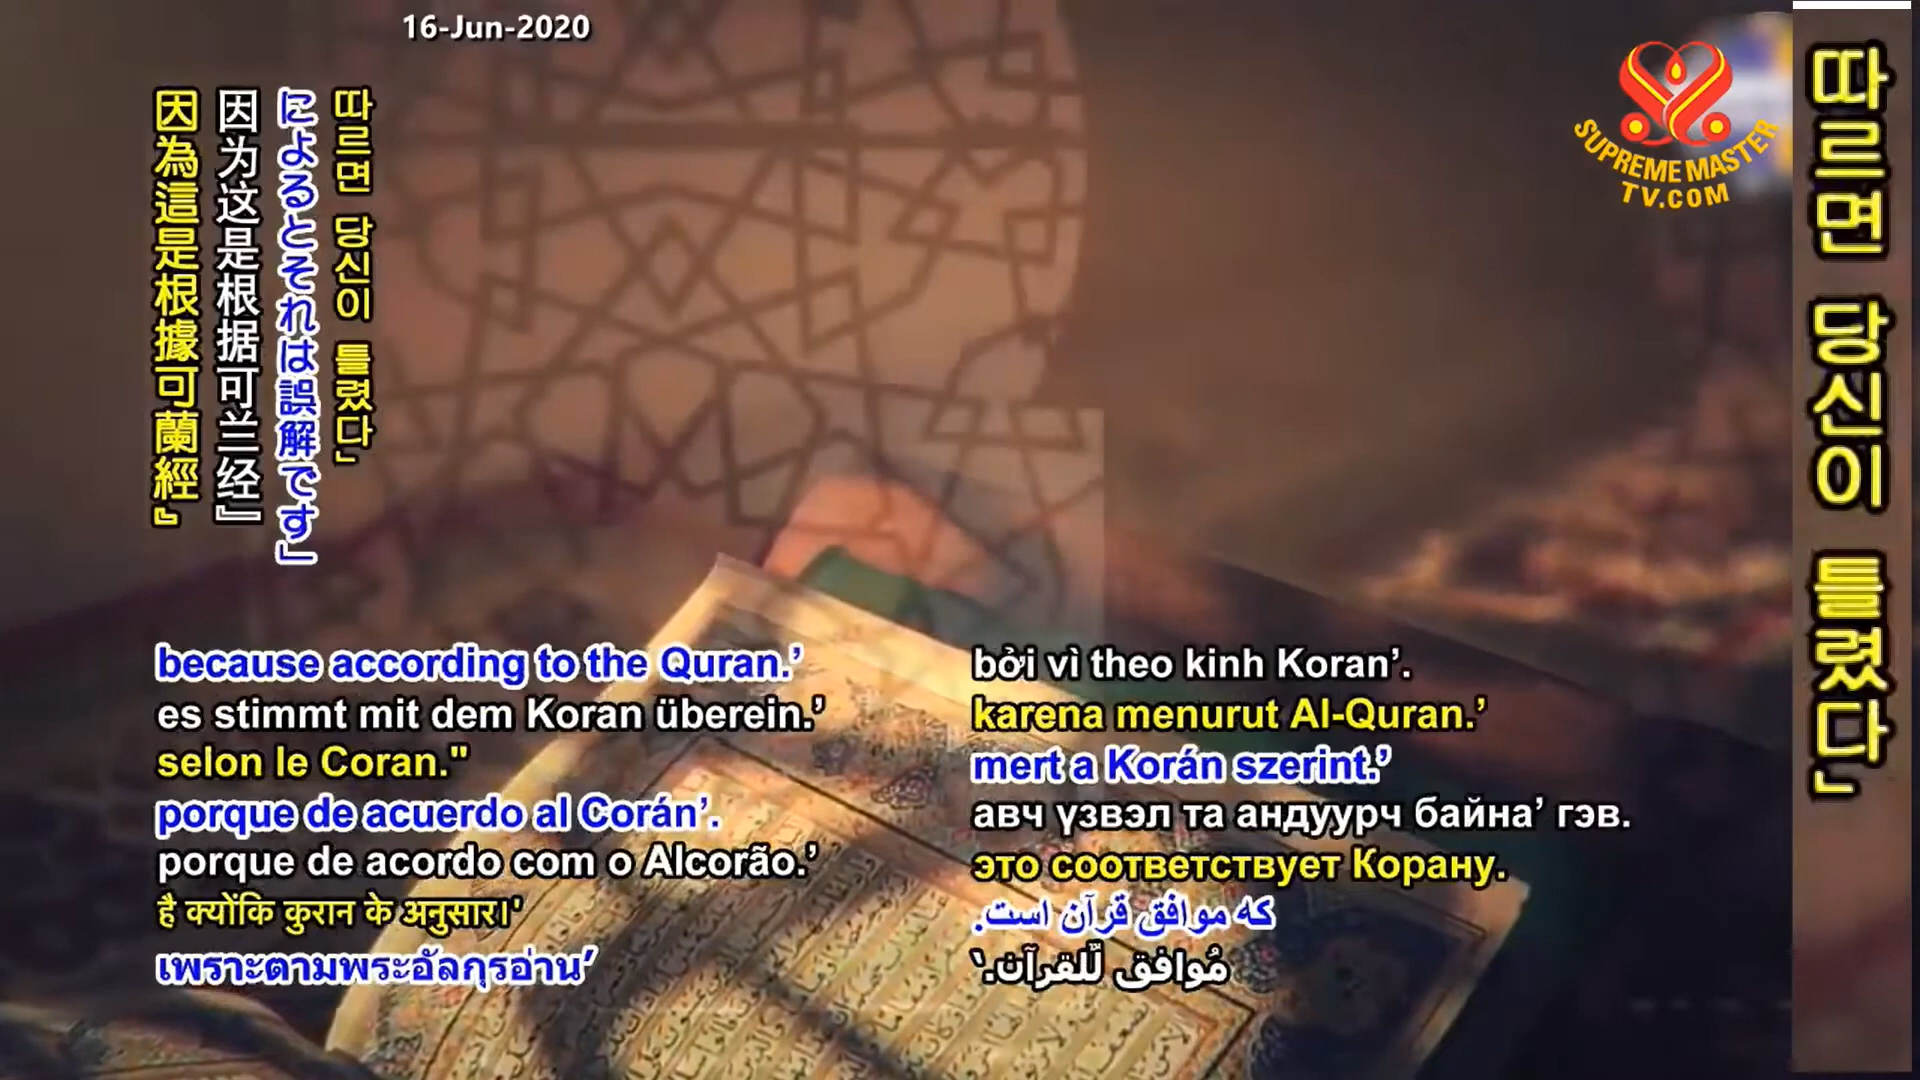 16-Jun-2020
SUPREME MASTER
TV.COM
따르면 당신이 틀렸다」
따르면 당신이 틀렸다」
によるとそれは誤解です」
因为这是根据可兰经』
因為這是根據可蘭經』
because according to the Quran.’
es stimmt mit dem Koran überein.’
selon le Coran."
porque de acuerdo al Corán’.
porque de acordo com o Alcorão.’
है क्योंकि कुरान के अनुसार।'
เพราะตามพระอัลกุรอ่าน’
bởi vì theo kinh Koran’.
karena menurut Al-Quran.’
mert a Korán szerint.’
авч үзвэл та андуурч байна’ гэв.
это соответствует Корану.
که موافق قرآن است.
مُوافق لّلقرآن.‛